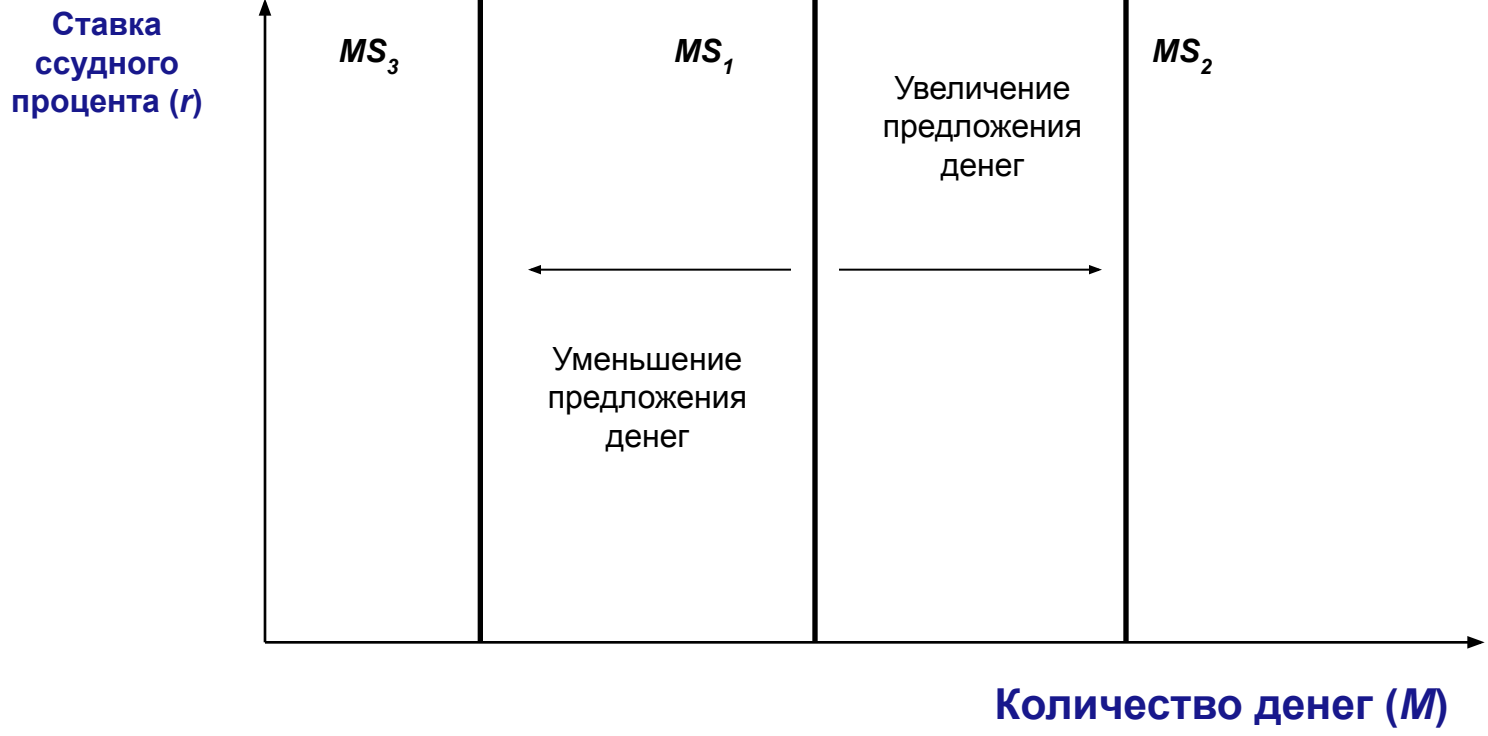 Ставка
ссудного
процента (r)
MS3
MS1
MS2
Увеличение
предложения
денег
Уменьшение
предложения
денег
Количество денег (M)